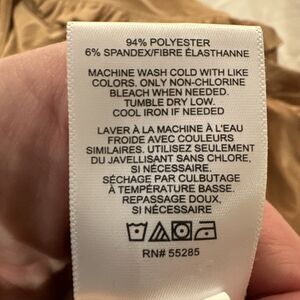 94% POLYESTER
6% SPANDEX/FIBRE ÉLASTHANNE
MACHINE WASH COLD WITH LIKE
COLORS. ONLY NON-CHLORINE
BLEACH WHEN NEEDED.
TUMBLE DRY LOW.
COOL IRON IF NEEDED
LAVER À LA MACHINE À L'EAU
FROIDE AVEC COULEURS
SIMILAIRES. UTILISEZ SEULEMENT
DU JAVELLISANT SANS CHLORE,
SI NÉCESSAIRE.
SÉCHAGE PAR CULBUTAGE
À TEMPÉRATURE BASSE.
REPASSAGE DOUX,
SI NÉCESSAIRE
RN# 55285